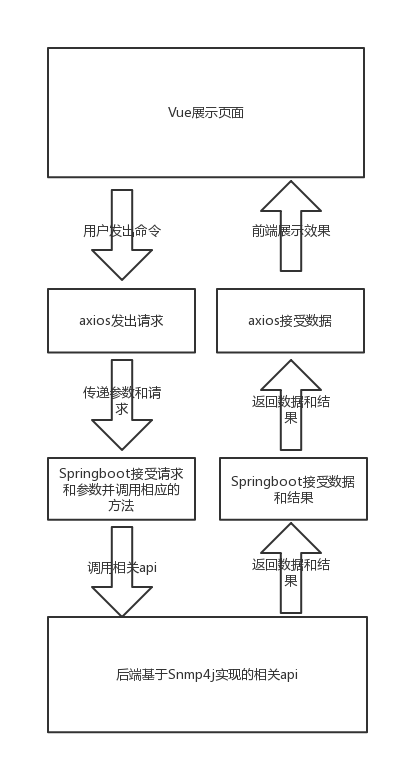 Vue展示页面
用户发出命令
前端展示效果
axios发出请求
axios接受数据
传递参数和请
求
返回数据和结
果
Springboot接受请求
和参数并调用相应的
方法
Springboot接受数据
和结果
调用相关api
返回数据和结
果
后端基于Snmp4j实现的相关api